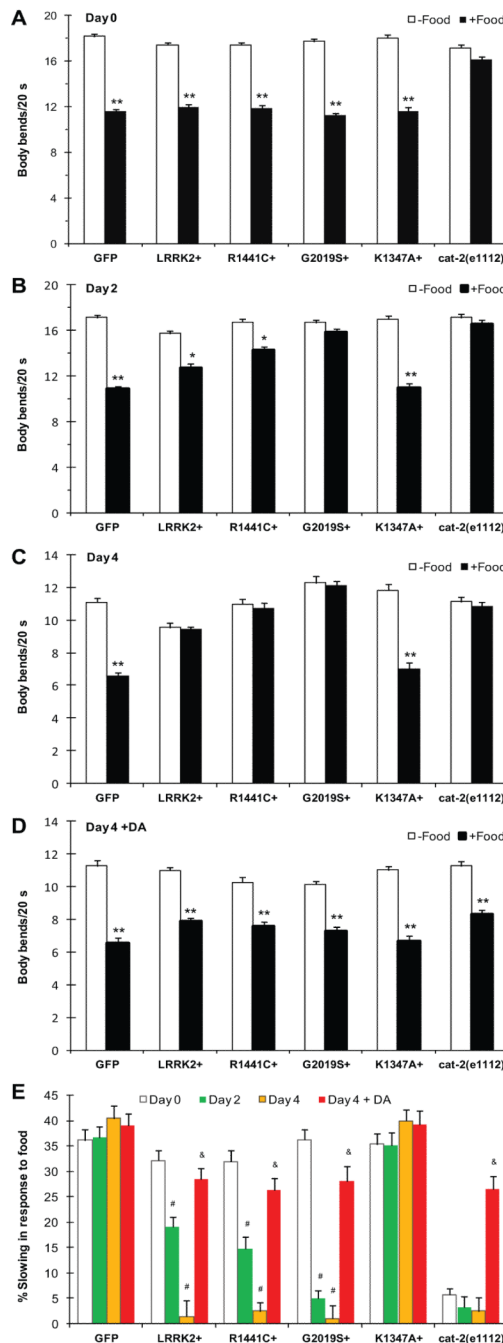 A
Day 0
-Food +Food
Body bends/20 s
20
16
12
8
4
0
** ** ** ** **
GFP LRRK2+ R1441C+ G2019S+ K1347A+ cat-2(e1112)
B
Day 2
-Food +Food
Body bends/20 s
20
16
12
8
4
0
** * * **
GFP LRRK2+ R1441C+ G2019S+ K1347A+ cat-2(e1112)
C
Day 4
-Food +Food
Body bends/20 s
14
12
10
8
6
4
2
0
** **
GFP LRRK2+ R1441C+ G2019S+ K1347A+ cat-2(e1112)
D
Day 4 +DA
-Food +Food
Body bends/20 s
14
12
10
8
6
4
2
0
** ** ** ** ** **
GFP LRRK2+ R1441C+ G2019S+ K1347A+ cat-2(e1112)
E
Day 0 Day 2 Day 4 Day 4 + DA
% Slowing in response to food
45
40
35
30
25
20
15
10
5
0
# # & # # & # # & &
GFP LRRK2+ R1441C+ G2019S+ K1347A+ cat-2(e1112)